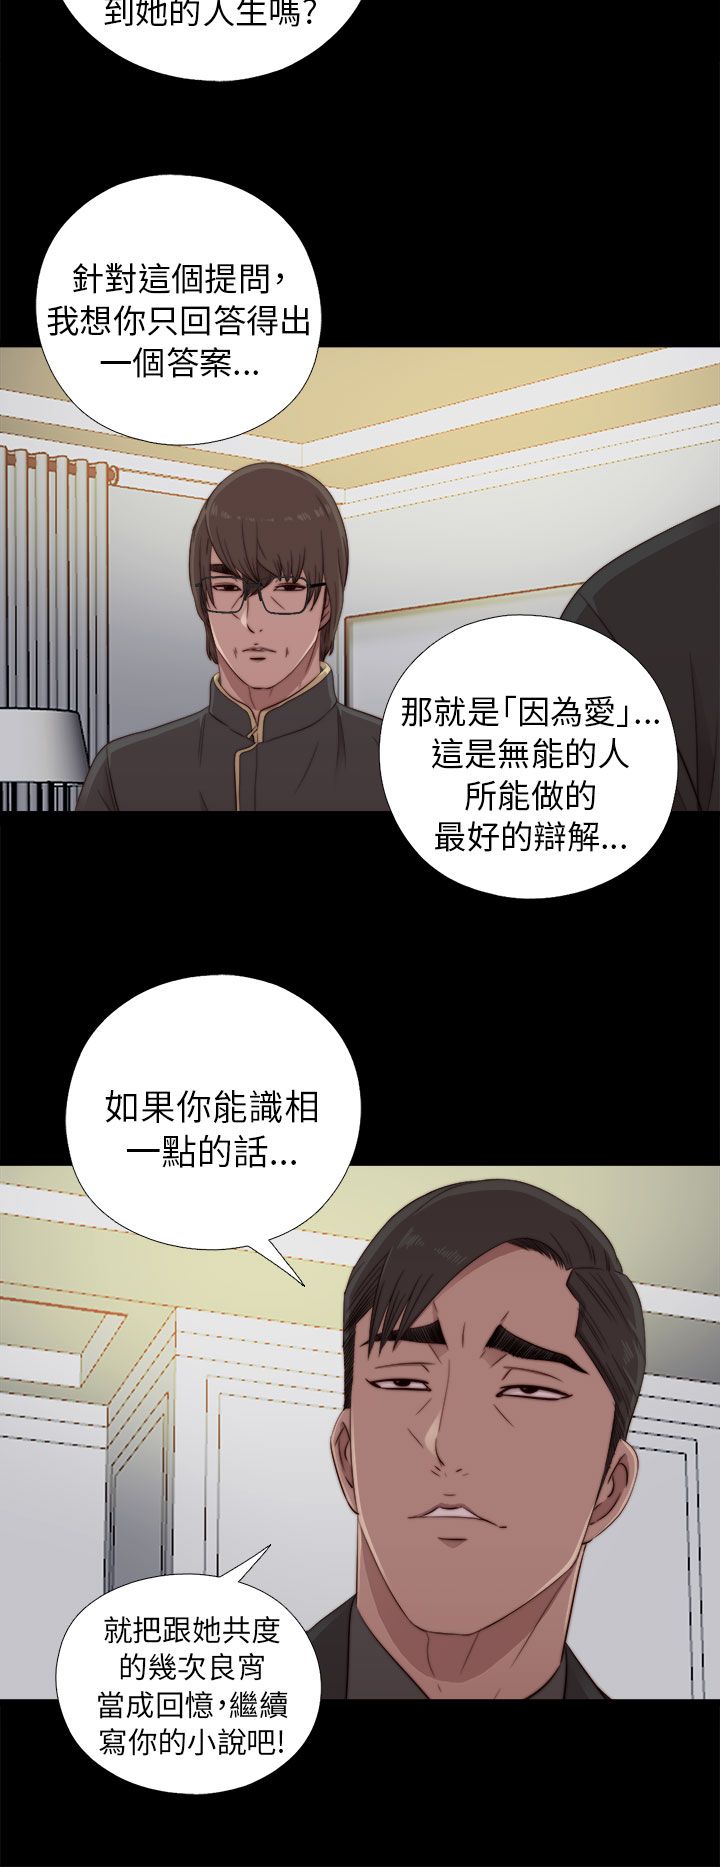 到她的人生嗎?
針對這個提問,
我想你只回答得出
一個答案...
那就是「因為愛」...
這是無能的人
所能做的
最好的辯解...
如果你能識相
一點的話...
就把跟她共度
的幾次良宵
當成回憶,繼續
寫你的小說吧!